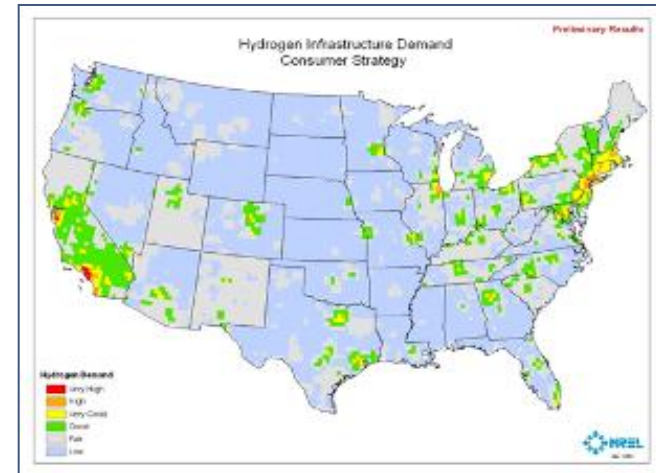 Preliminary Results
Hydrogen Infrastructure Demand
Consumer Strategy
Hydrogen Demand
Very High
High
Very Good
Good
Fair
Low
NREL